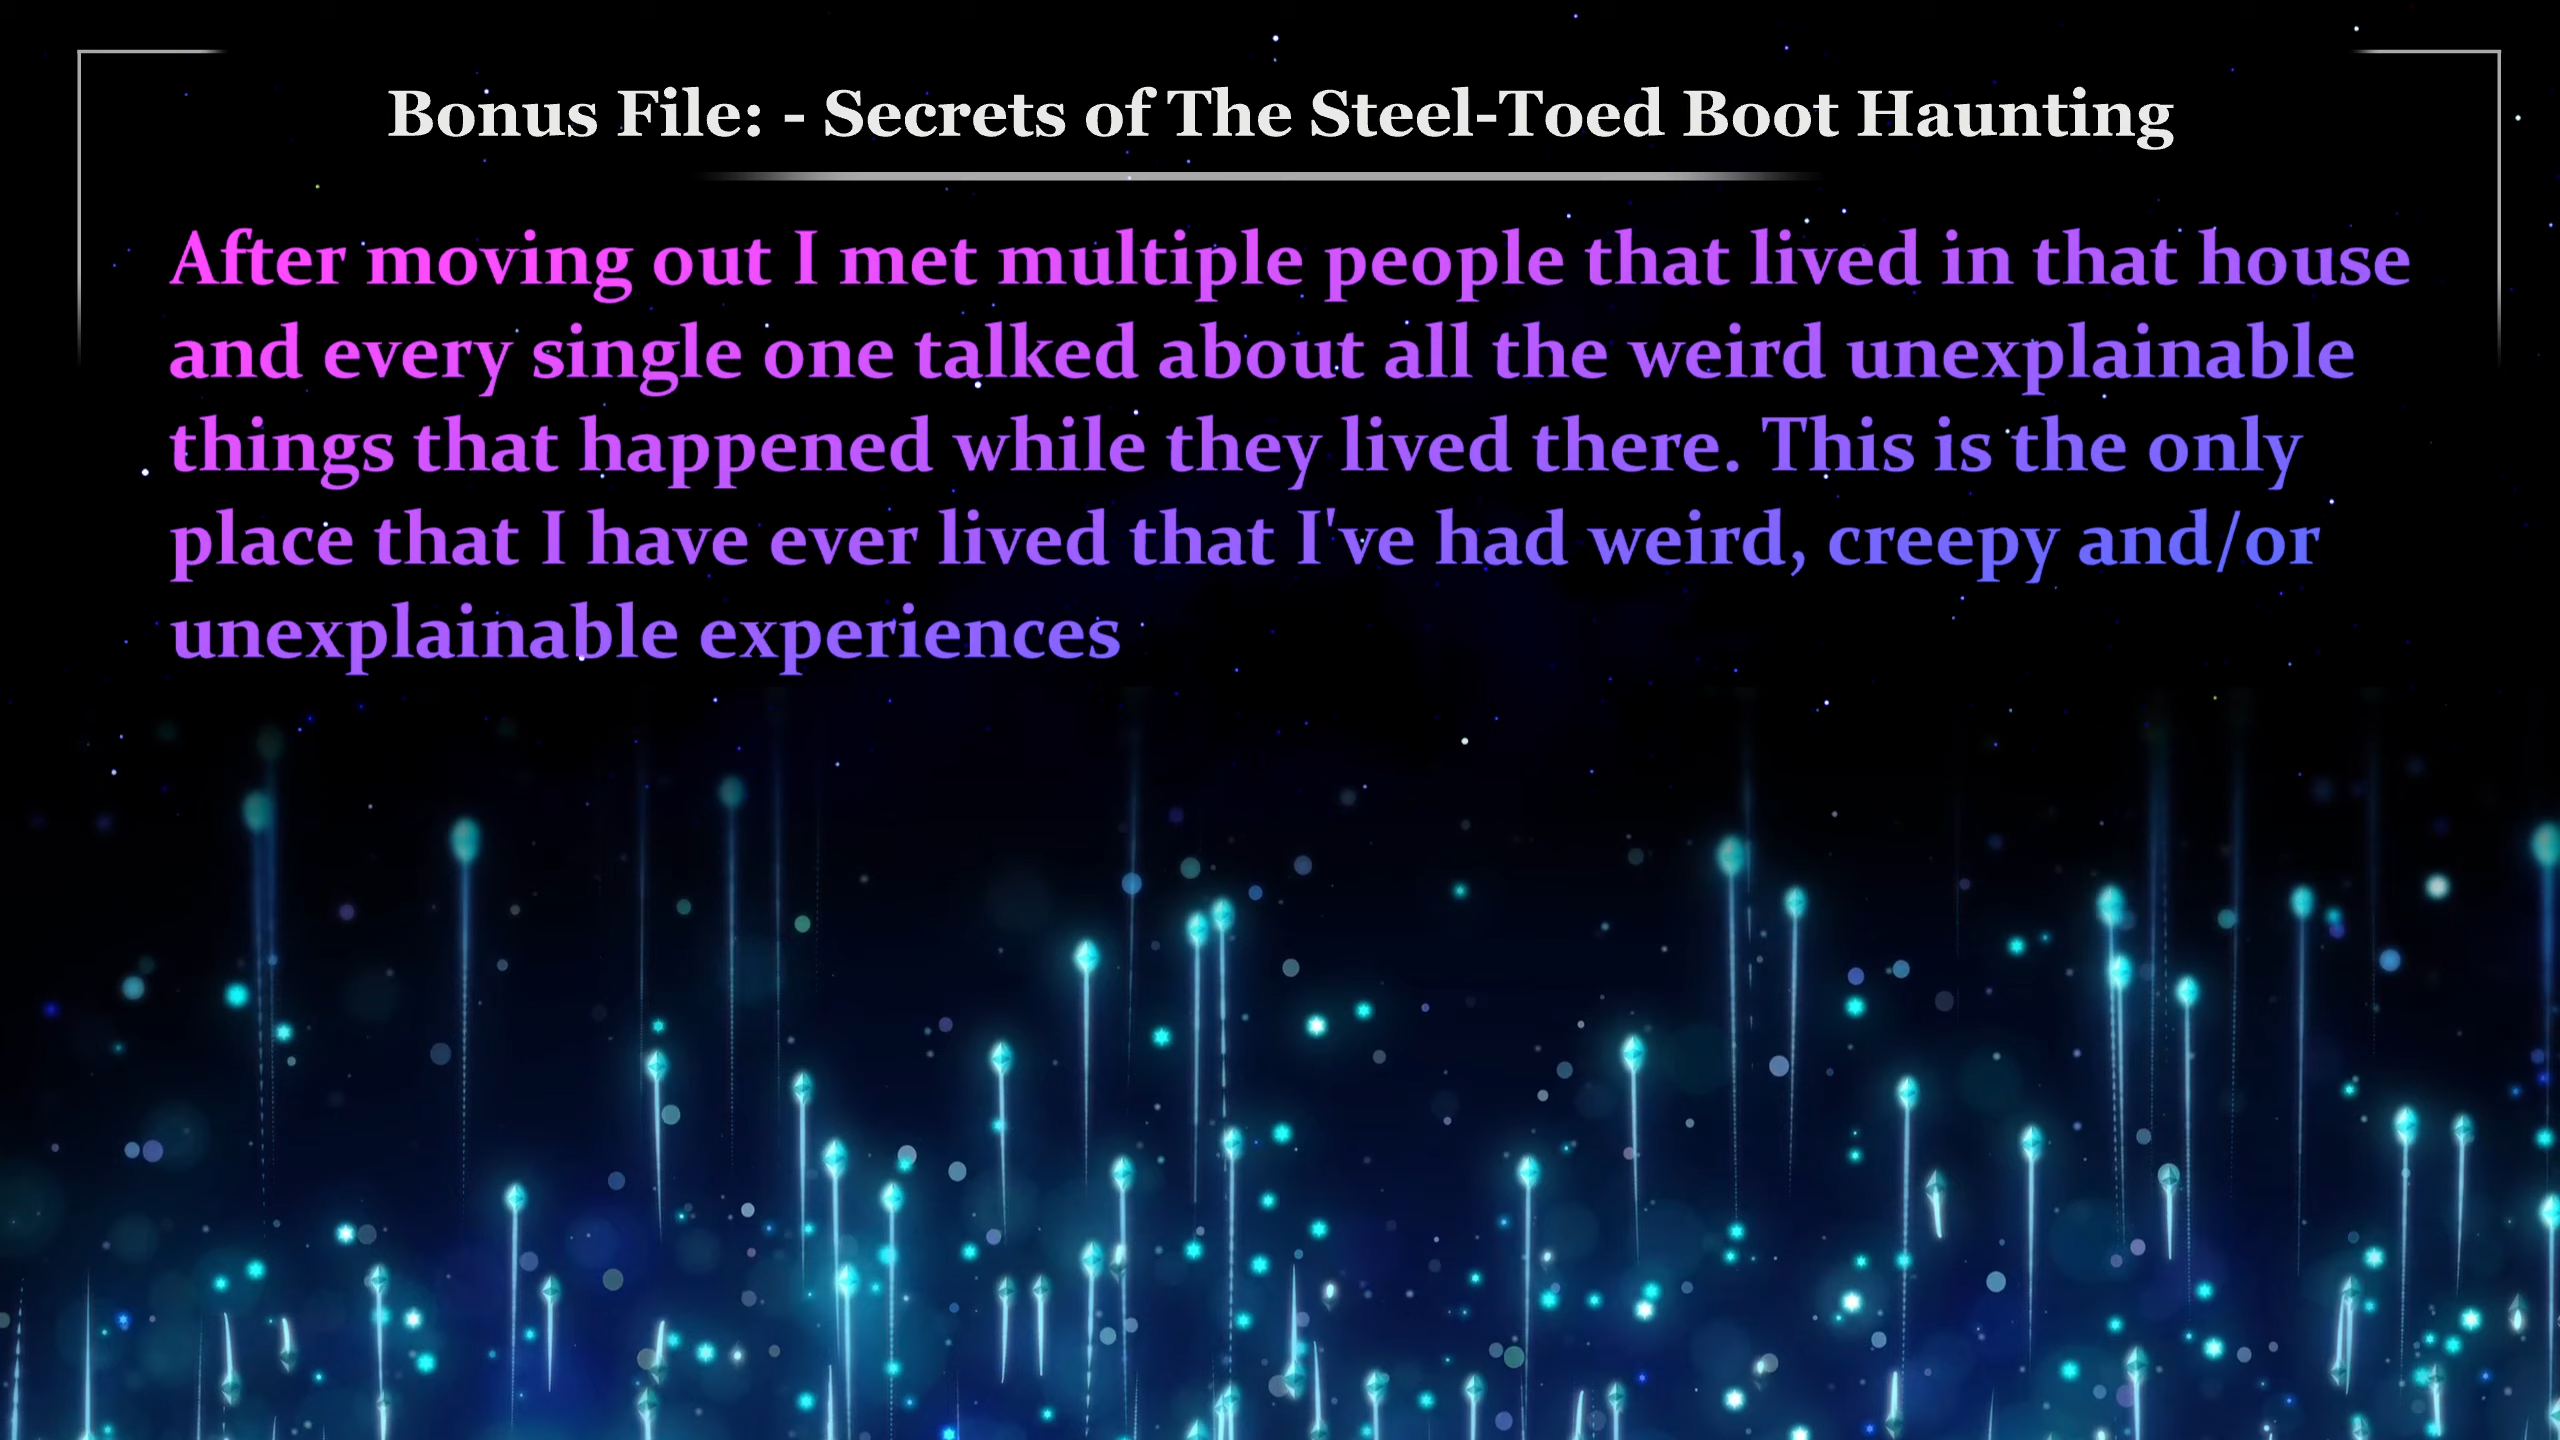 Bonus File: - Secrets of The Steel-Toed Boot Haunting
After moving out I met multiple people that lived in that house
and every single one talked about all the weird unexplainable
things that happened while they lived there. This is the only
place that I have ever lived that I've had weird, creepy and/or
unexplainable experiences